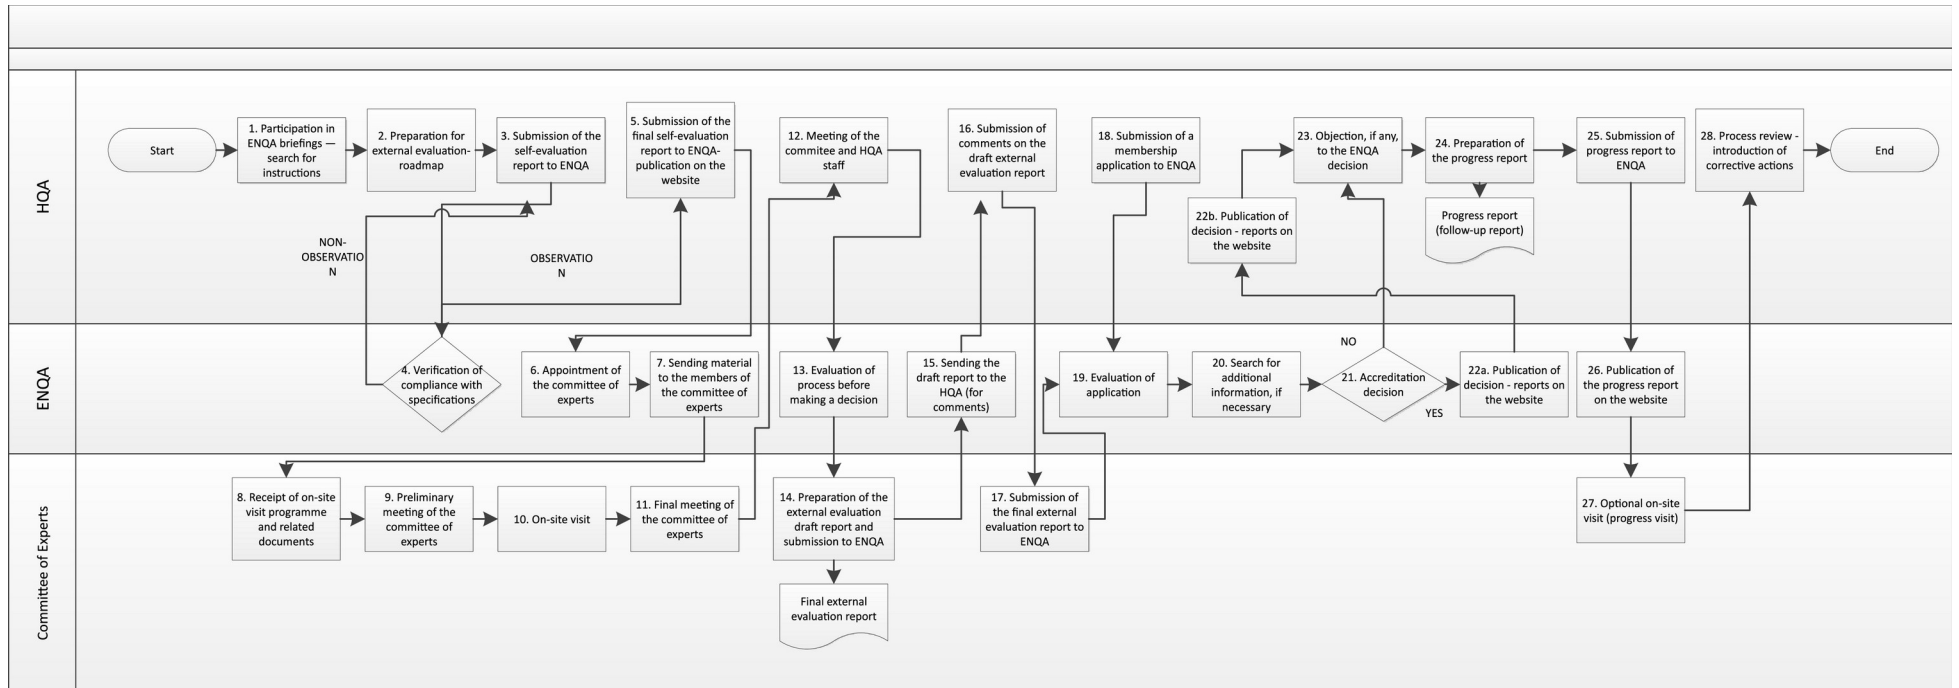 HQA
Start
1. Participation in
ENQA briefings —
search for
instructions
2. Preparation for
external evaluation-
roadmap
3. Submission of the
self-evaluation
report to ENQA
5. Submission of the
final self-evaluation
report to ENQA-
publication on the
website
12. Meeting of the
commitee and HQA
staff
16. Submission of
comments on the
draft external
evaluation report
18. Submission of a
membership
application to ENQA
22b. Publication of
decision - reports on
the website
23. Objection, if any,
to the ENQA
decision
24. Preparation of
the progress report
Progress report
(follow-up report)
25. Submission of
progress report to
ENQA
28. Process review -
introduction of
corrective actions
End
NON-
OBSERVATIO
N
OBSERVATIO
N
ENQA
4. Verification of
compliance with
specifications
6. Appointment of
the committee of
experts
7. Sending material
to the members of
the committee of
experts
13. Evaluation of
process before
making a decision
15. Sending the
draft report to the
HQA (for
comments)
19. Evaluation of
application
20. Search for
additional
information, if
necessary
NO
21. Accreditation
decision
YES
22a. Publication of
decision - reports on
the website
26. Publication of
the progress report
on the website
Committee of Experts
8. Receipt of on-site
visit programme
and related
documents
9. Preliminary
meeting of the
committee of
experts
10. On-site visit
11. Final meeting of
the committee of
experts
14. Preparation of the
external evaluation
draft report and
submission to ENQA
Final external
evaluation report
17. Submission of
the final external
evaluation report to
ENQA
27. Optional on-site
visit (progress visit)